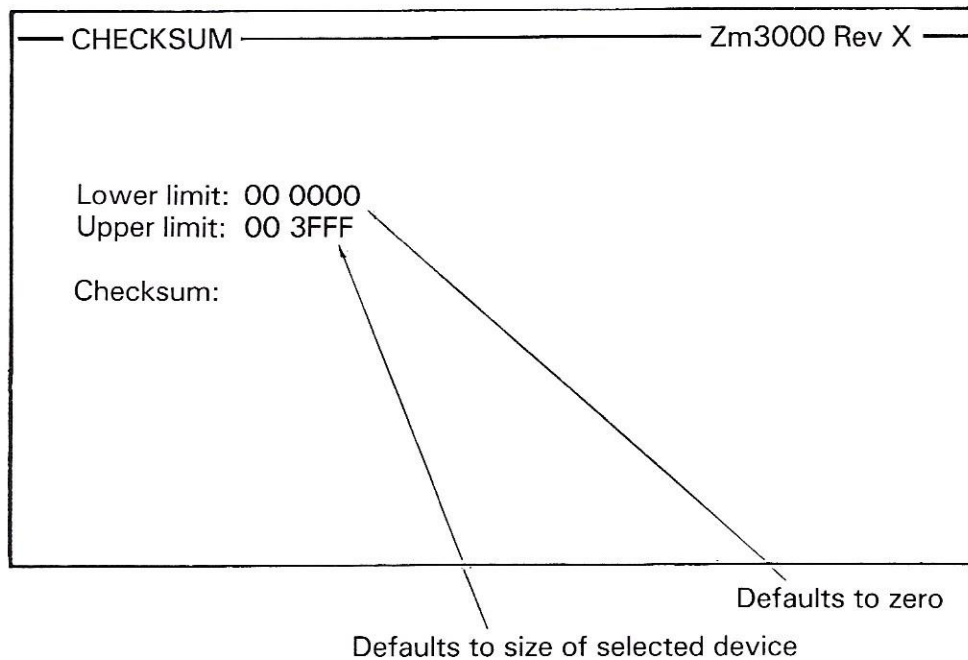 CHECKSUM Zm3000 Rev X
Lower limit: 00 0000
Upper limit: 00 3FFF
Checksum:
Defaults to zero
Defaults to size of selected device